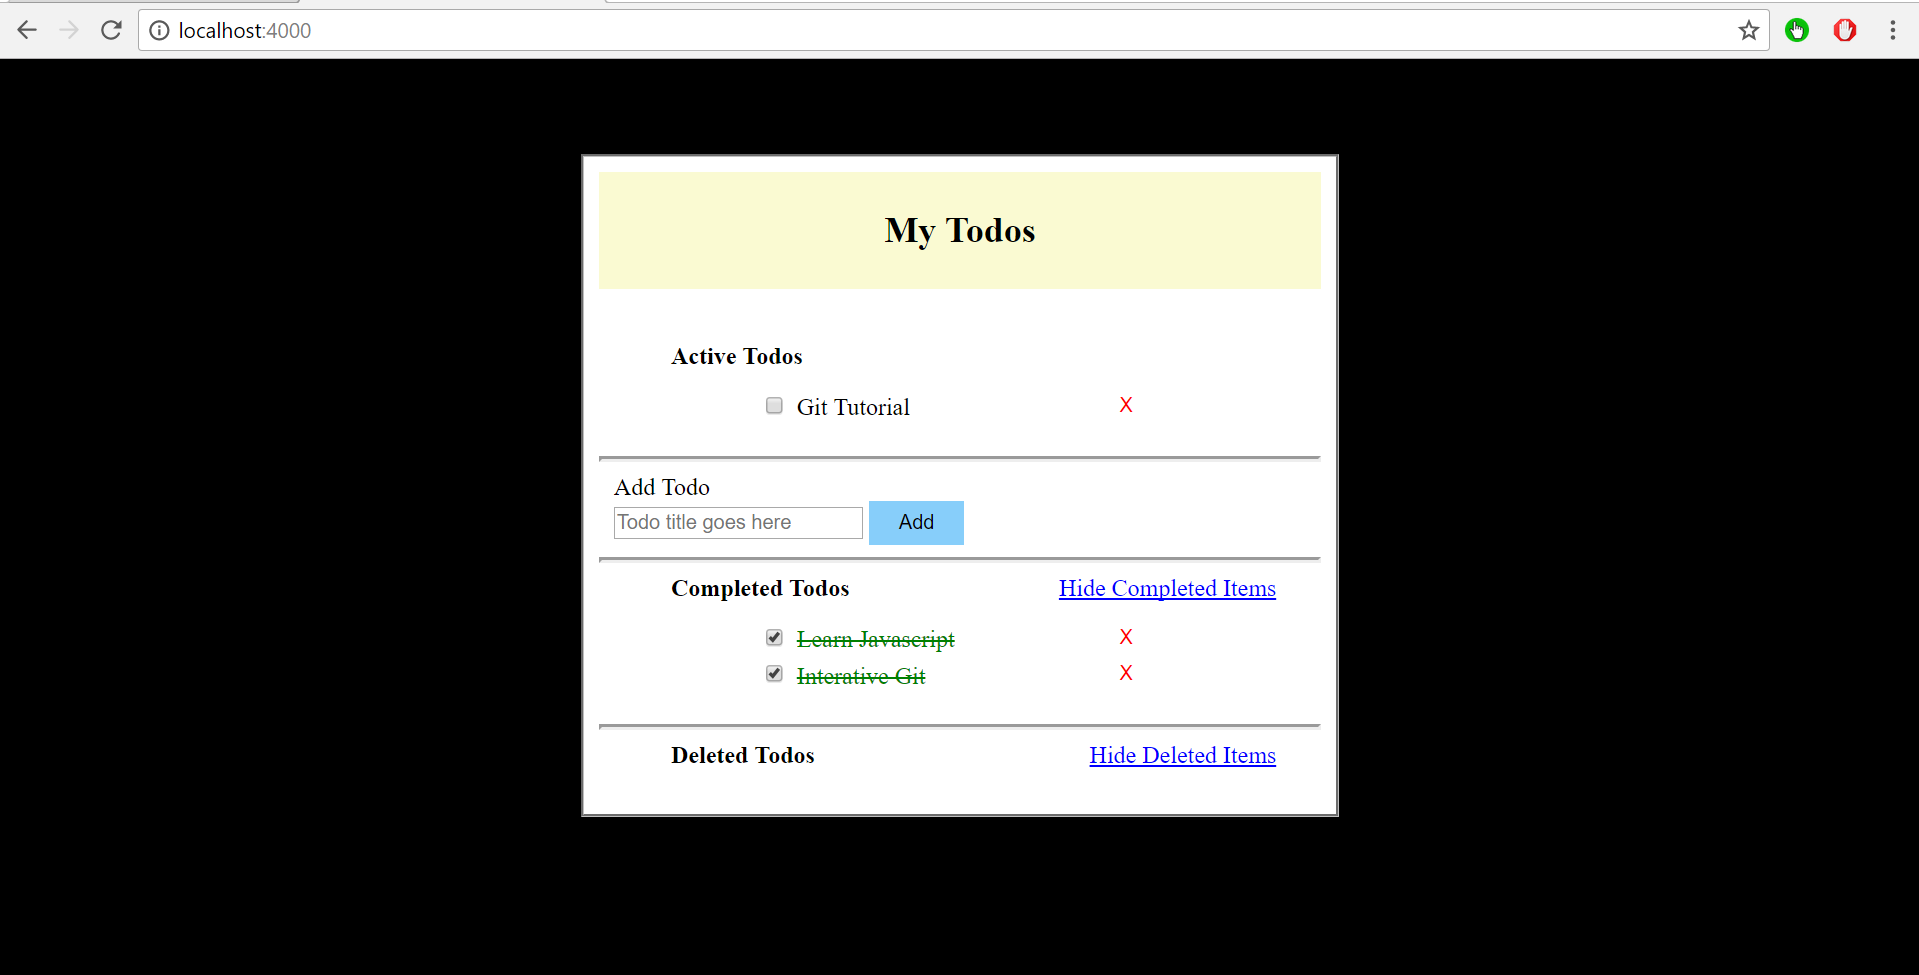 localhost:4000
My Todos
Active Todos
Git Tutorial X
Add Todo
Todo title goes here Add
Completed Todos Hide Completed Items
Learn Javascript X
Interative Git X
Deleted Todos Hide Deleted Items